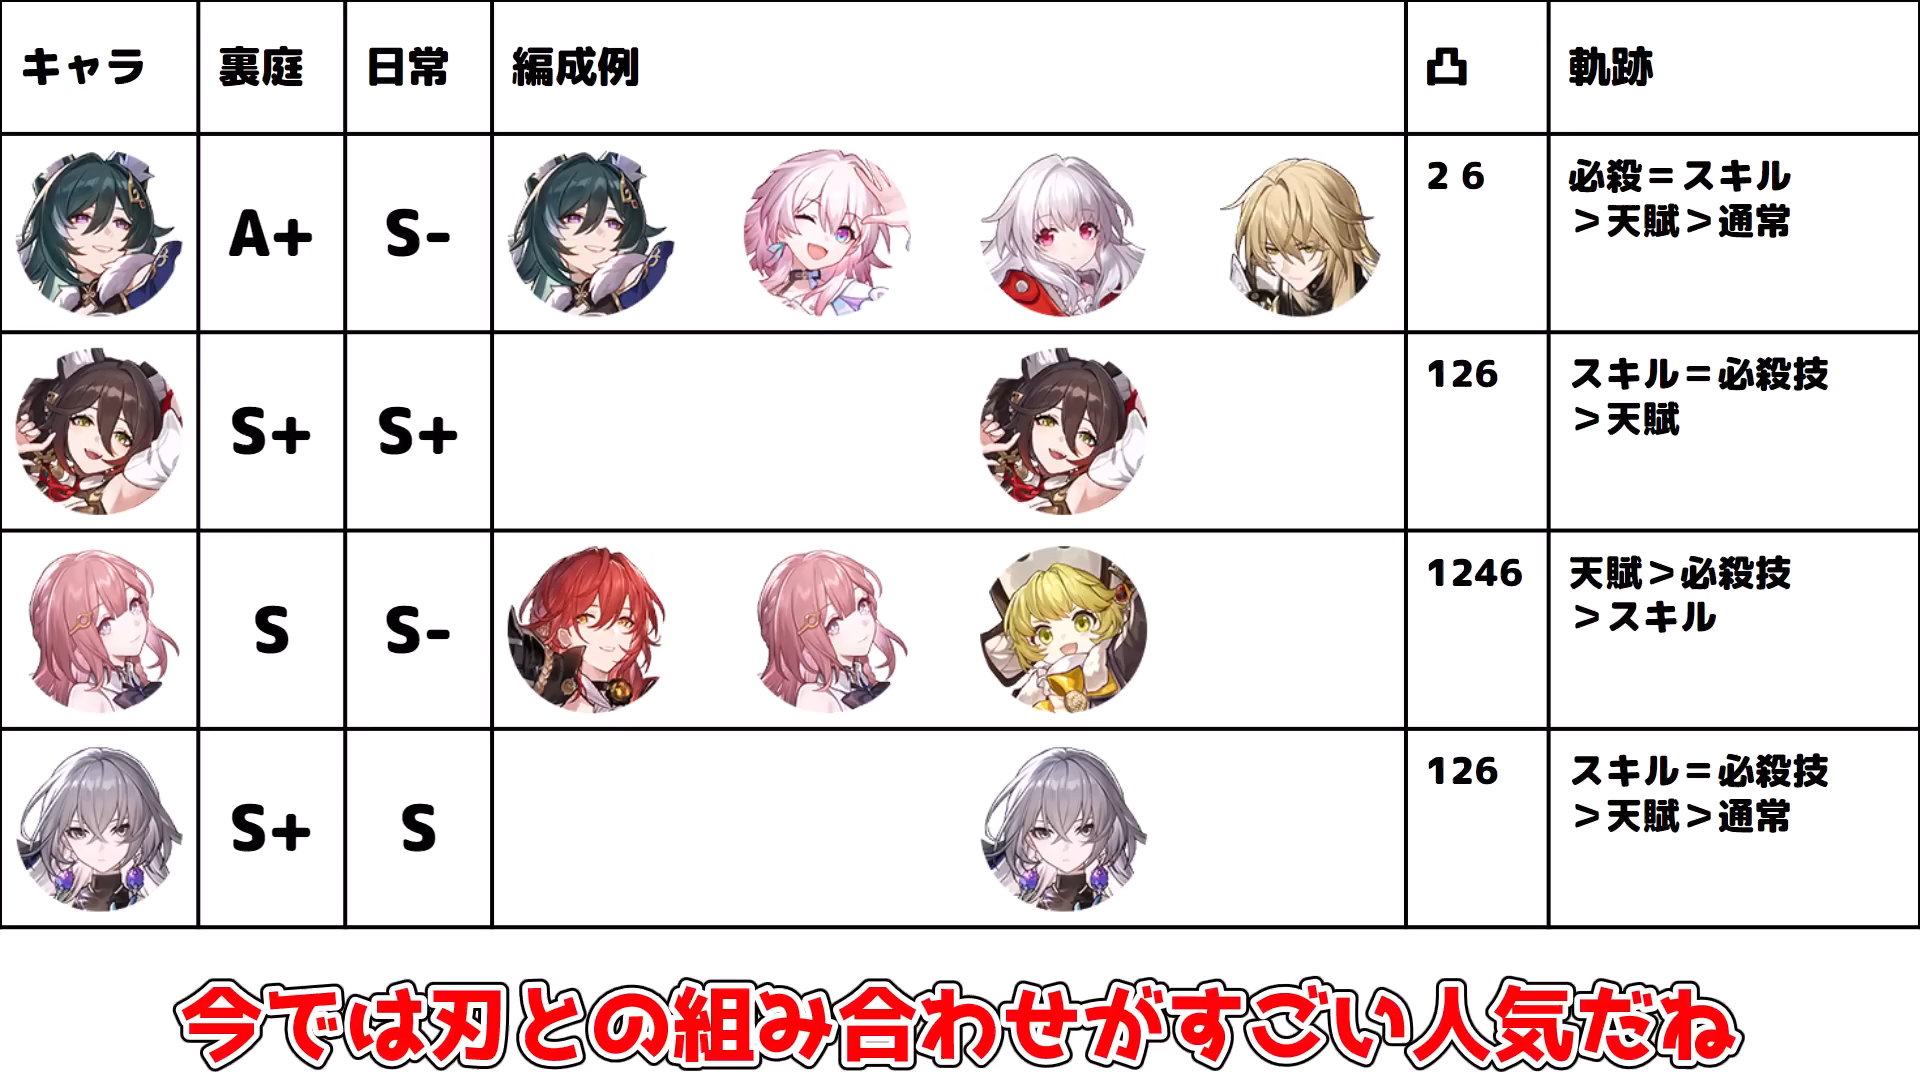 キャラ 裏庭 日常 編成例 凸 軌跡
A+ S- 2 6 必殺＝スキル
＞天賦＞通常
S+ S+ 126 スキル＝必殺技
＞天賦
S S- 1246 天賦＞必殺技
＞スキル
S+ S 126 スキル＝必殺技
＞天賦＞通常
今では刃との組み合わせがすごい人気だね